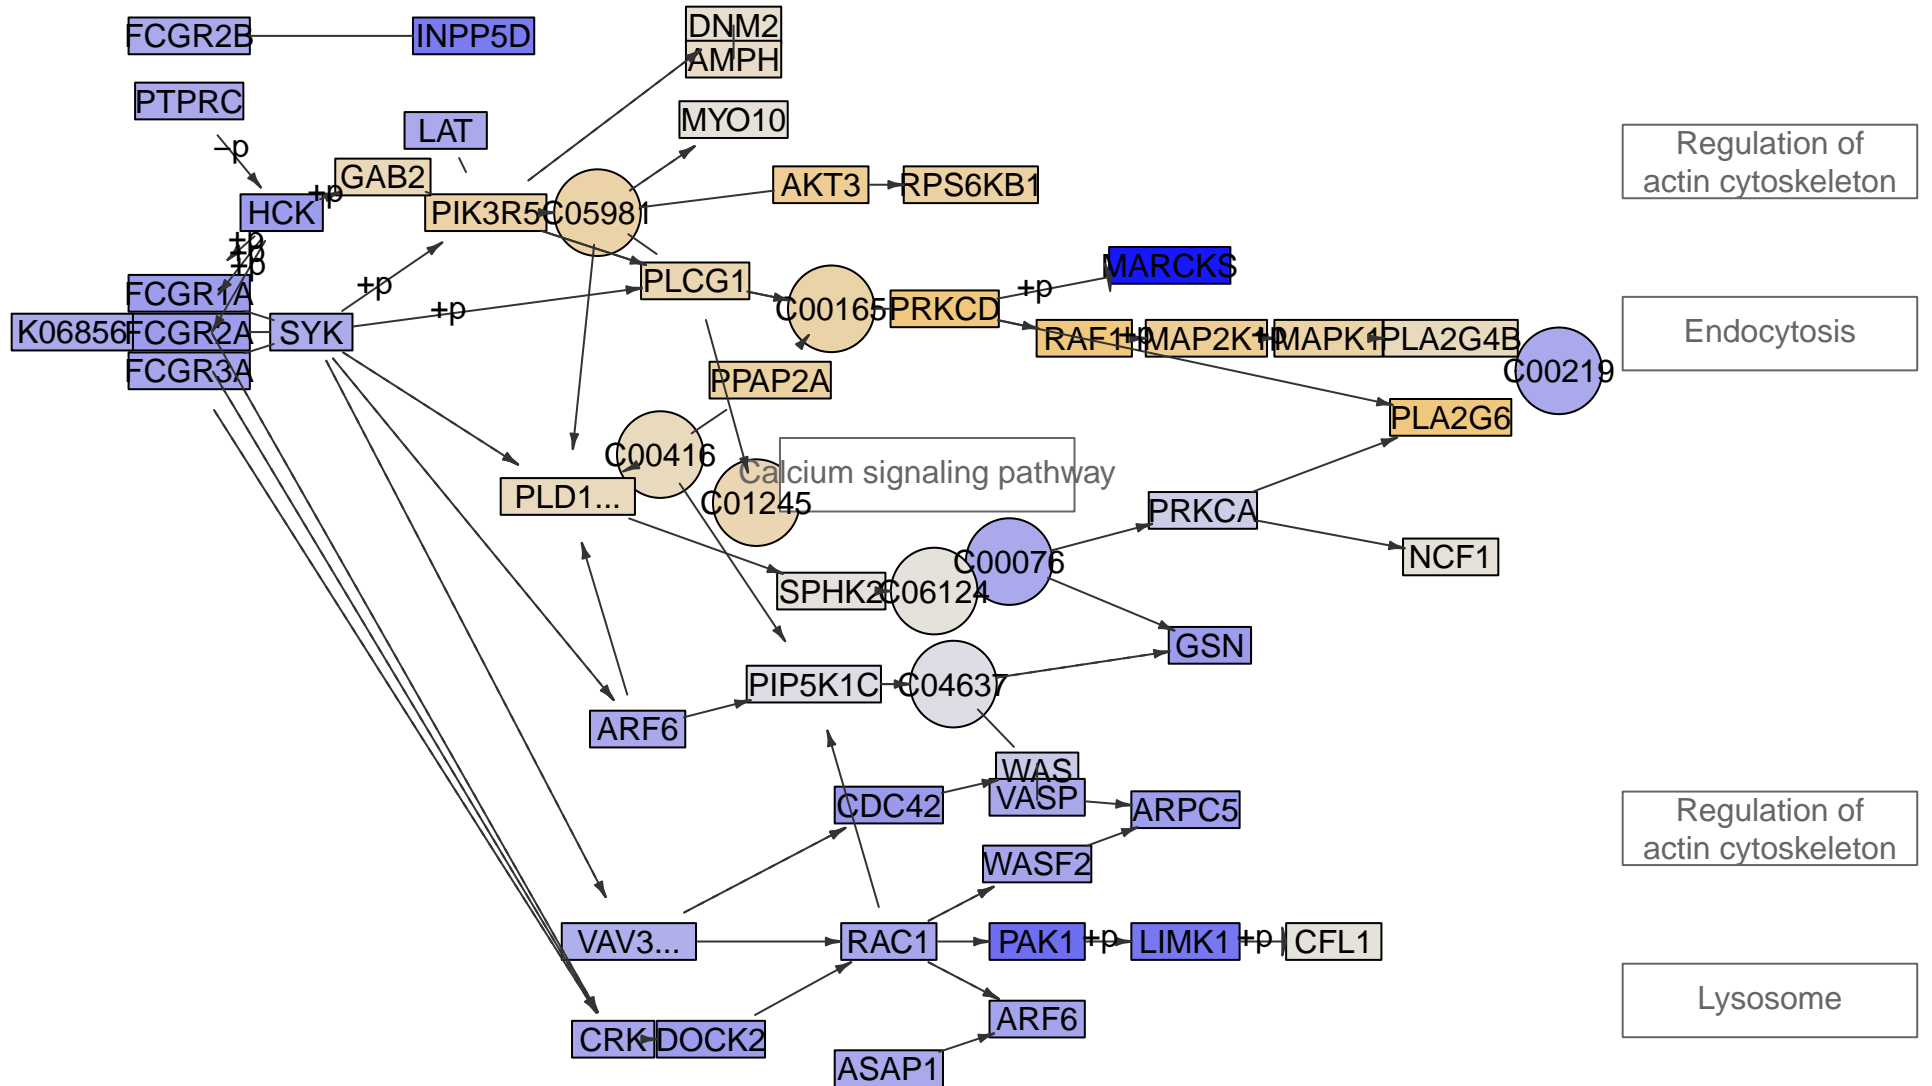 FCGR2B
INPP5D
DNM2
AMPH
PTPRC
LAT
MYO10
Regulation of
actin cytoskeleton
−p
GAB2
+p
HCK
PIK3R5
C05981
AKT3
RPS6KB1
+p
+p
+p
FCGR1A
+p
PLCG1
C00165
PRKCD
+p
MARCKS
K06856
FCGR2A
SYK
+p
RAF1
+p
MAP2K1
+p
MAPK1
PLA2G4B
C00219
Endocytosis
FCGR3A
PPAP2A
PLA2G6
C00416
Calcium signaling pathway
PLD1...
C01245
PRKCA
NCF1
C00076
SPHK2
C06124
GSN
PIP5K1C
C04637
ARF6
WAS
VASP
CDC42
ARPC5
Regulation of
actin cytoskeleton
WASF2
VAV3...
RAC1
PAK1
+p
LIMK1
+p
CFL1
Lysosome
ARF6
CRK
DOCK2
ASAP1